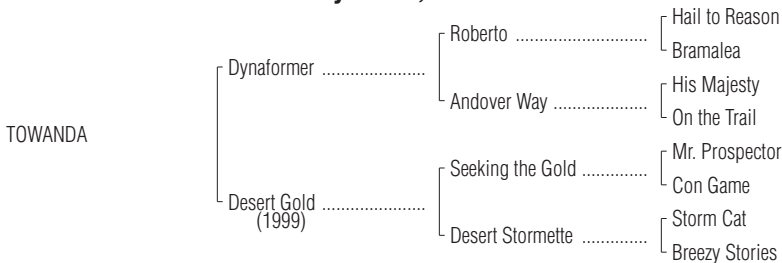 Hail to Reason
Roberto ............................
Bramalea
Dynaformer ......................
His Majesty
Andover Way ....................
On the Trail
TOWANDA
Mr. Prospector
Seeking the Gold ..............
Con Game
Desert Gold ......................
(1999)
Storm Cat
Desert Stormette ..............
Breezy Stories